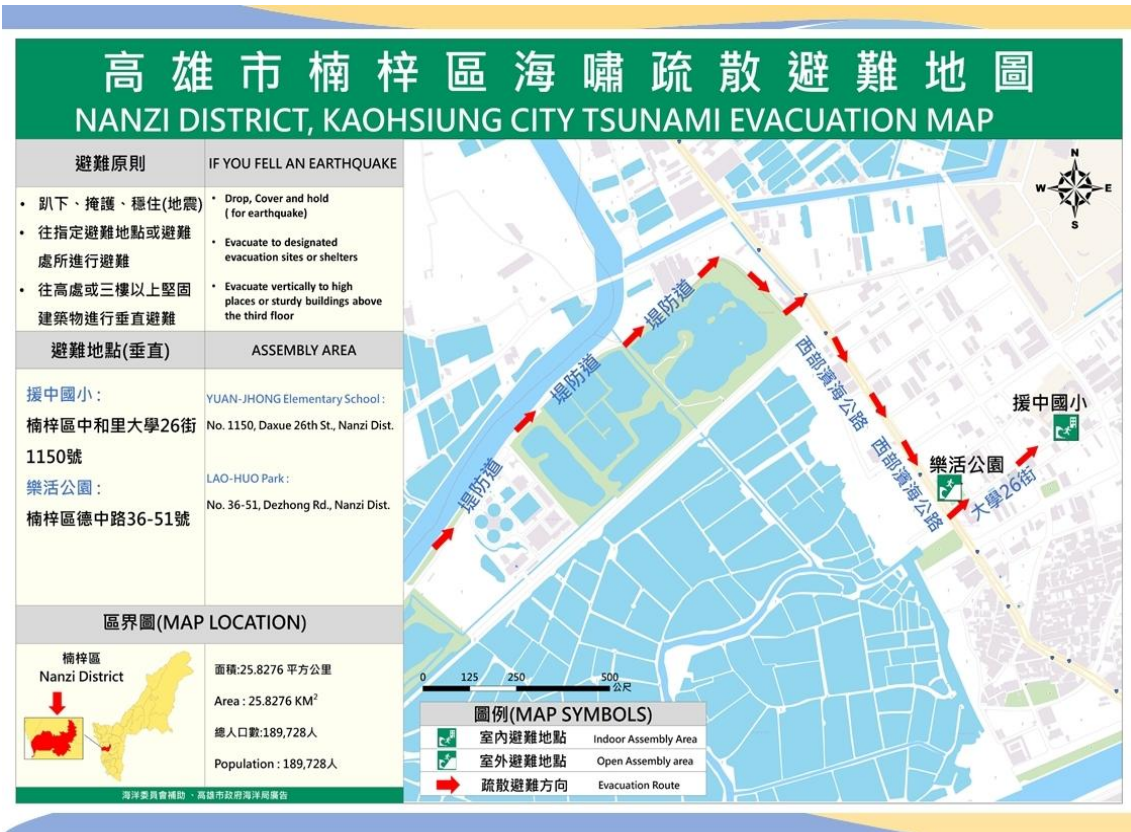 高雄市楠梓區海嘯疏散避難地圖
NANZI DISTRICT, KAOHSIUNG CITY TSUNAMI EVACUATION MAP
避難原則
• 趴下、掩護、穩住(地震)
• 往指定避難地點或避難
處所進行避難
• 往高處或三樓以上堅固
建築物進行垂直避難
IF YOU FELL AN EARTHQUAKE
• Drop, Cover and hold
( for earthquake)
• Evacuate to designated
evacuation sites or shelters
• Evacuate vertically to high
places or sturdy buildings above
the third floor
避難地點(垂直)
援中國小：
楠梓區中和里大學26街
1150號
樂活公園：
楠梓區德中路36-51號
ASSEMBLY AREA
YUAN-JHONG Elementary School :
No. 1150, Daxue 26th St., Nanzi Dist.
LAO-HUO Park :
No. 36-51, Dezhong Rd., Nanzi Dist.
區界圖(MAP LOCATION)
楠梓區
Nanzi District
面積:25.8276 平方公里
Area : 25.8276 KM²
總人口數:189,728人
Population : 189,728人
海洋委員會補助、高雄市政府海洋局廣告
N
W
E
S
堤防道
堤防道
堤防道
西部濱海公路
西部濱海公路
援中國小
樂活公園
大學26街
0 125 250 500
公尺
圖例(MAP SYMBOLS)
室內避難地點 Indoor Assembly Area
室外避難地點 Open Assembly area
疏散避難方向 Evacuation Route